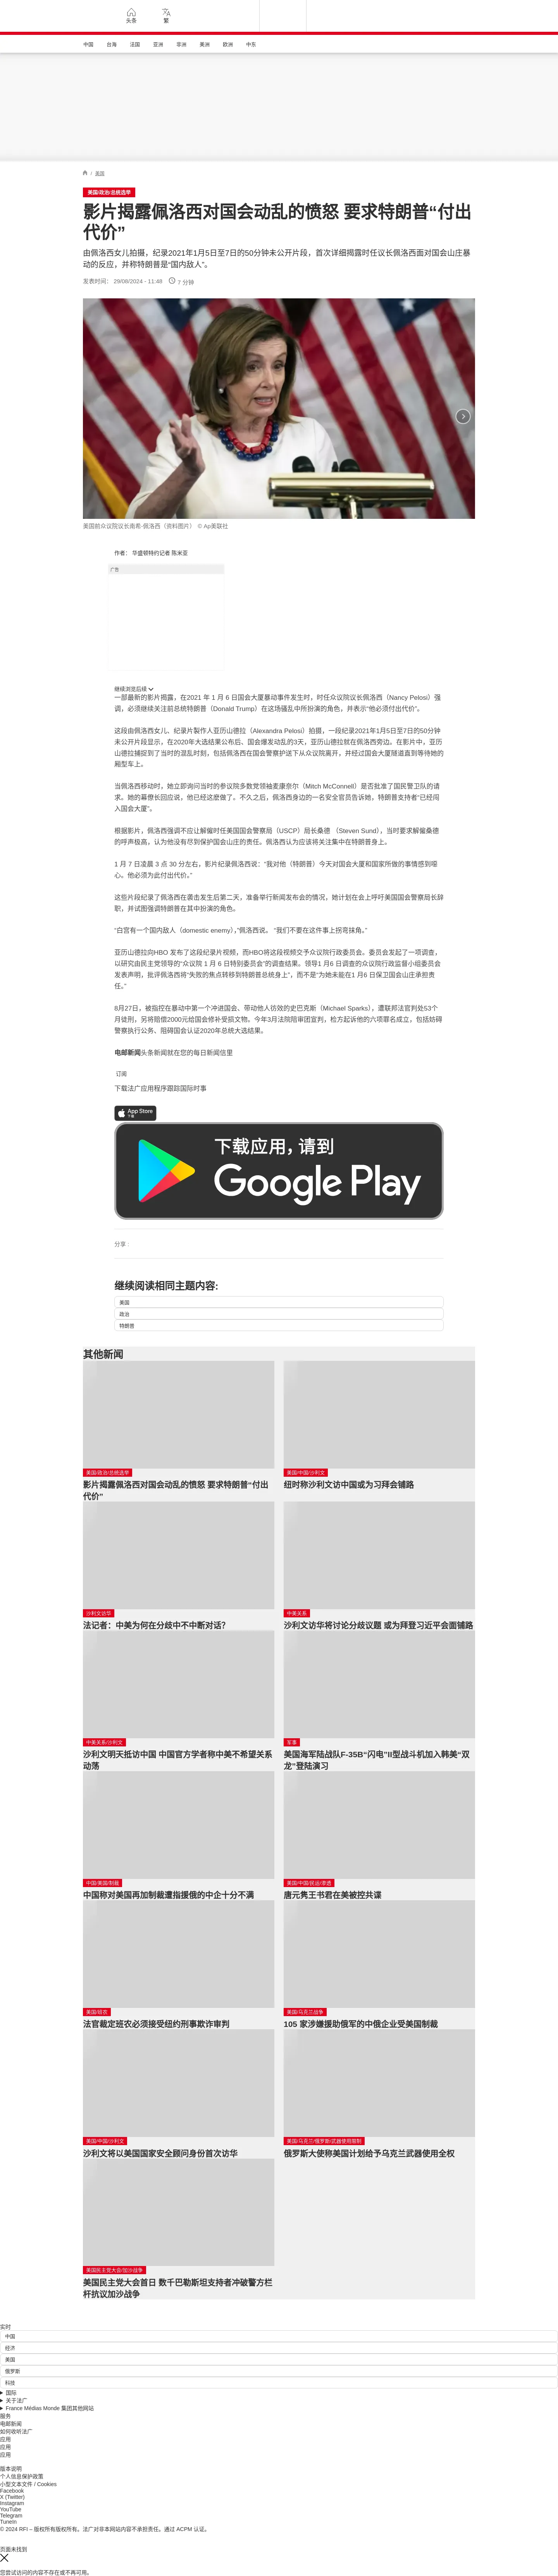 头条
繁
中国
台海
法国
亚洲
非洲
美洲
欧洲
中东
/ 美国
美国/政治/总统选举
影片揭露佩洛西对国会动乱的愤怒 要求特朗普“付出
代价”
由佩洛西女儿拍摄，纪录2021年1月5日至7日的50分钟未公开片段，首次详细揭露时任议长佩洛西面对国会山庄暴
动的反应，并称特朗普是“国内敌人”。
发表时间： 29/08/2024 - 11:48
7 分钟
美国前众议院议长南希·佩洛西（资料图片） © Ap美联社
作者： 华盛顿特约记者 陈米亚
广告
继续浏览后续
一部最新的影片揭露，在2021 年 1 月 6 日国会大厦暴动事件发生时，时任众议院议长佩洛西（Nancy Pelosi）强
调，必须继续关注前总统特朗普（Donald Trump）在这场骚乱中所扮演的角色，并表示“他必须付出代价”。
这段由佩洛西女儿、纪录片製作人亚历山德拉（Alexandra Pelosi）拍摄，一段纪录2021年1月5日至7日的50分钟
未公开片段显示，在2020年大选结果公布后、国会爆发动乱的3天，亚历山德拉就在佩洛西旁边。在影片中，亚历
山德拉捕捉到了当时的混乱时刻，包括佩洛西在国会警察护送下从众议院离开，并经过国会大厦隧道直到等待她的
厢型车上。
当佩洛西移动时，她立即询问当时的参议院多数党领袖麦康奈尔（Mitch McConnell）是否批准了国民警卫队的请
求。她的幕僚长回应说，他已经这麽做了。不久之后，佩洛西身边的一名安全官员告诉她，特朗普支持者“已经闯
入国会大厦”。
根据影片，佩洛西强调不应让解僱时任美国国会警察局（USCP）局长桑德 （Steven Sund），当时要求解僱桑德
的呼声极高，认为他没有尽到保护国会山庄的责任。佩洛西认为应该将关注集中在特朗普身上。
1 月 7 日凌晨 3 点 30 分左右，影片纪录佩洛西说：“我对他（特朗普）今天对国会大厦和国家所做的事情感到噁
心。他必须为此付出代价。”
这些片段纪录了佩洛西在袭击发生后第二天，准备举行新闻发布会的情况，她计划在会上呼吁美国国会警察局长辞
职，并试图强调特朗普在其中扮演的角色。
“白宫有一个国内敌人（domestic enemy），”佩洛西说。 “我们不要在这件事上拐弯抹角。”
亚历山德拉向HBO 发布了这段纪录片视频，而HBO将这段视频交予众议院行政委员会。委员会发起了一项调查，
以研究由民主党领导的“众议院 1 月 6 日特别委员会”的调查结果。领导1 月6 日调查的众议院行政监督小组委员会
发表声明，批评佩洛西将“失败的焦点转移到特朗普总统身上”，而不是“为她未能在1 月6 日保卫国会山庄承担责
任。”
8月27日，被指控在暴动中第一个冲进国会、带动他人彷效的史巴克斯（Michael Sparks），遭联邦法官判处53个
月徒刑，另将赔偿2000元给国会修补受损文物。今年3月法院陪审团宣判，检方起诉他的六项罪名成立，包括妨碍
警察执行公务、阻碍国会认证2020年总统大选结果。
电邮新闻头条新闻就在您的每日新闻信里
订阅
下载法广应用程序跟踪国际时事
App Store
下载
下载应用，请到
Google Play
分享 :
继续阅读相同主题内容:
美国
政治
特朗普
其他新闻
美国/政治/总统选举
影片揭露佩洛西对国会动乱的愤怒 要求特朗普“付出
代价”
美国/中国/沙利文
纽时称沙利文访中国或为习拜会铺路
沙利文访华
法记者：中美为何在分歧中不中断对话？
中美关系
沙利文访华将讨论分歧议题 或为拜登习近平会面铺路
中美关系/沙利文
沙利文明天抵访中国 中国官方学者称中美不希望关系
动荡
军事
美国海军陆战队F-35B“闪电”II型战斗机加入韩美“双
龙”登陆演习
中国/美国/制裁
中国称对美国再加制裁遭指援俄的中企十分不满
美国/中国/民运/渗透
唐元隽王书君在美被控共谍
美国/班农
法官裁定班农必须接受纽约刑事欺诈审判
美国/乌克兰战争
105 家涉嫌援助俄军的中俄企业受美国制裁
美国/中国/沙利文
沙利文将以美国国家安全顾问身份首次访华
美国/乌克兰/俄罗斯/武器使用限制
俄罗斯大使称美国计划给予乌克兰武器使用全权
美国民主党大会/加沙战争
美国民主党大会首日 数千巴勒斯坦支持者冲破警方栏
杆抗议加沙战争
实时
中国
经济
美国
俄罗斯
科技
国际
关于法广
France Médias Monde 集团其他网站
服务
电邮新闻
如何收听法广
应用
应用
应用
版本说明
个人信息保护政策
小型文本文件 / Cookies
Facebook
X (Twitter)
Instagram
YouTube
Telegram
TuneIn
© 2024 RFI – 版权所有版权所有。法广对非本网站内容不承担责任。通过 ACPM 认证。
页面未找到
您尝试访问的内容不存在或不再可用。